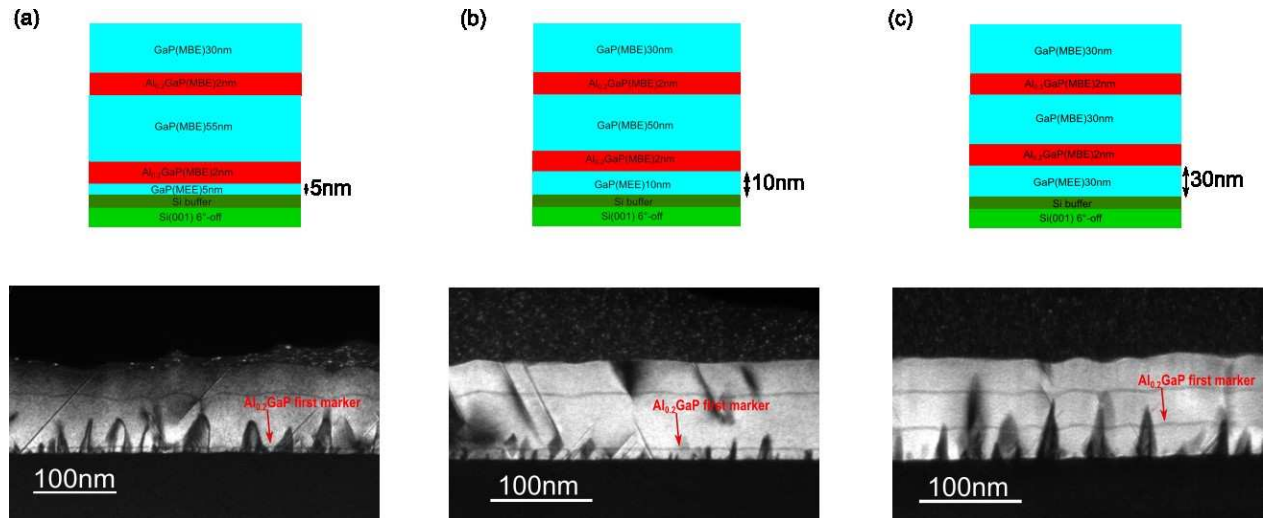 (a)
GaP(MBE)30nm
Al0.2GaP(MBE)2nm
GaP(MBE)55nm
Al0.2GaP(MBE)2nm
GaP(MEE)5nm
5nm
Si buffer
Si(001) 6°-off
(b)
GaP(MBE)30nm
Al0.2GaP(MBE)2nm
GaP(MBE)50nm
Al0.2GaP(MBE)2nm
GaP(MEE)10nm
10nm
Si buffer
Si(001) 6°-off
(c)
GaP(MBE)30nm
Al0.2GaP(MBE)2nm
GaP(MBE)30nm
Al0.2GaP(MBE)2nm
GaP(MEE)30nm
30nm
Si buffer
Si(001) 6°-off
Al0.2GaP first marker
100nm
Al0.2GaP first marker
100nm
Al0.2GaP first marker
100nm